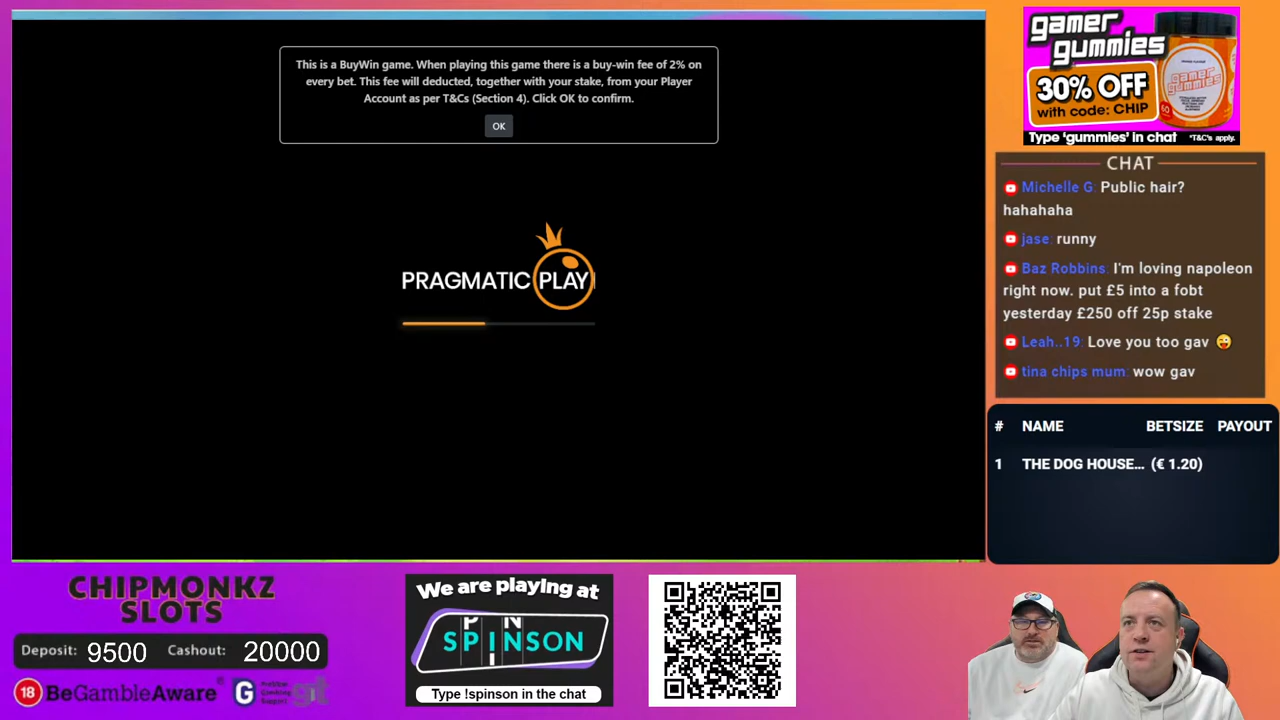 This is a BuyWin game. When playing this game there is a buy-win fee of 2% on
every bet. This fee will deducted, together with your stake, from your Player
Account as per T&Cs (Section 4). Click OK to confirm.
OK
PRAGMATIC PLAY
gamer
gummies
30% OFF
with code: CHIP
Type 'gummies' in chat *T&C's apply.
gamer
gummies
CHAT
Michelle G: Public hair?
hahahaha
jase: runny
Baz Robbins: I'm loving napoleon
right now. put £5 into a fobt
yesterday £250 off 25p stake
Leah..19: Love you too gav 😜
tina chips mum: wow gav
# NAME BETSIZE PAYOUT
1 THE DOG HOUSE... (€ 1.20)
CHIPMONKZ
SLOTS
Deposit: 9500 Cashout: 20000
18 BeGambleAware
We are playing at
SPINSON
Type !spinson in the chat